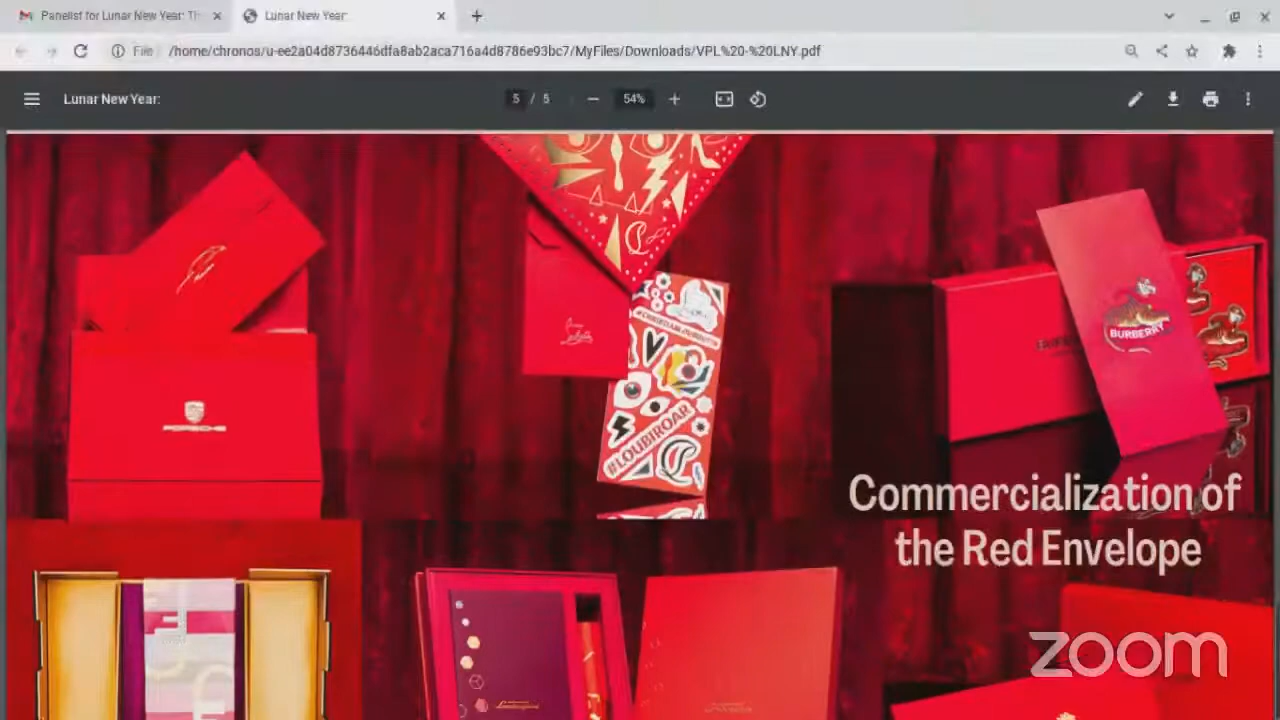 Panelist for Lunar New Year: Th
Lunar New Year:
File
/home/chronos/u-ee2a04d8736446dfa8ab2aca716a4d8786e93bc7/MyFiles/Downloads/VPL%20-%20LNY.pdf
Lunar New Year:
5 / 5
54%
PORSCHE
#LOUBIROAR
BURBERRY
Commercialization of
the Red Envelope
zoom